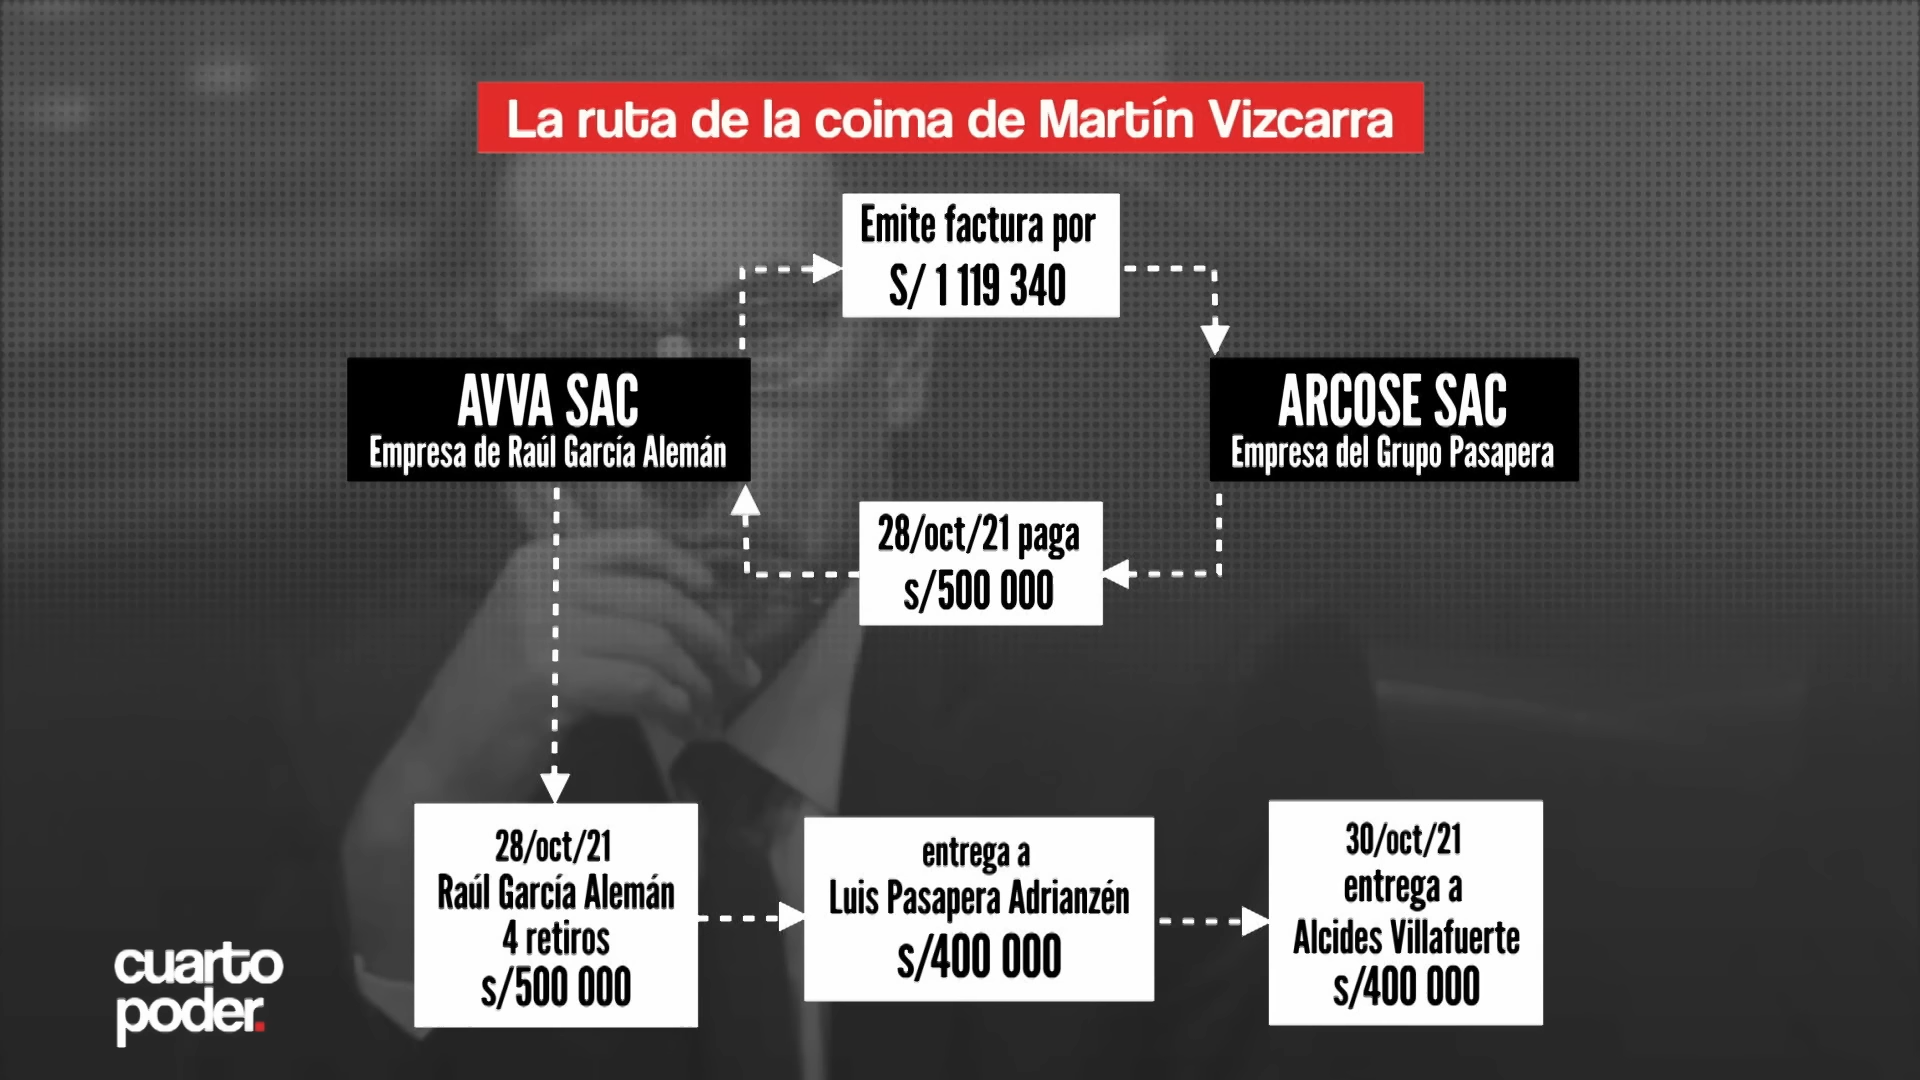 La ruta de la coima de Martín Vizcarra
Emite factura por
S/ 1 119 340
AVVA SAC
Empresa de Raúl García Alemán
ARCOSE SAC
Empresa del Grupo Pasapera
28/oct/21 paga
s/500 000
28/oct/21
Raúl García Alemán
4 retiros
s/500 000
entrega a
Luis Pasapera Adrianzén
s/400 000
30/oct/21
entrega a
Alcides Villafuerte
s/400 000
cuarto
poder.